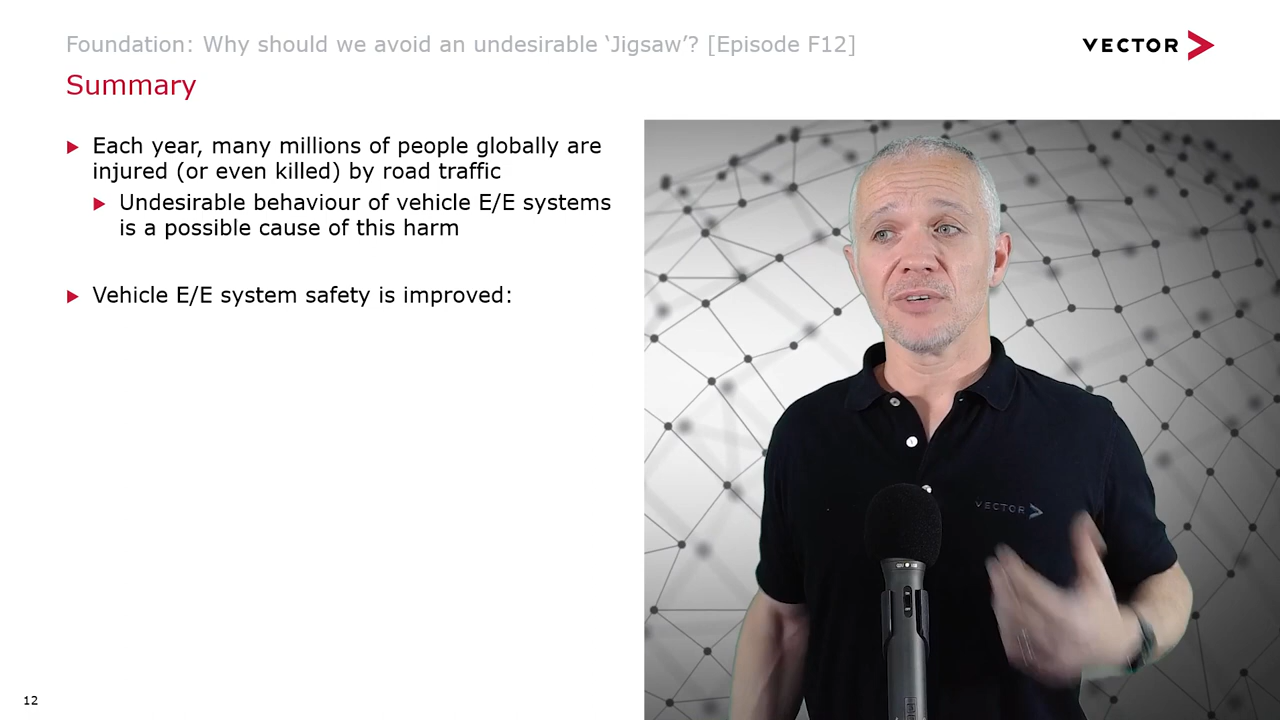 Foundation: Why should we avoid an undesirable ‘Jigsaw’? [Episode F12]
VECTOR
Summary
Each year, many millions of people globally are
injured (or even killed) by road traffic
Undesirable behaviour of vehicle E/E systems
is a possible cause of this harm
Vehicle E/E system safety is improved:
VECTOR
12